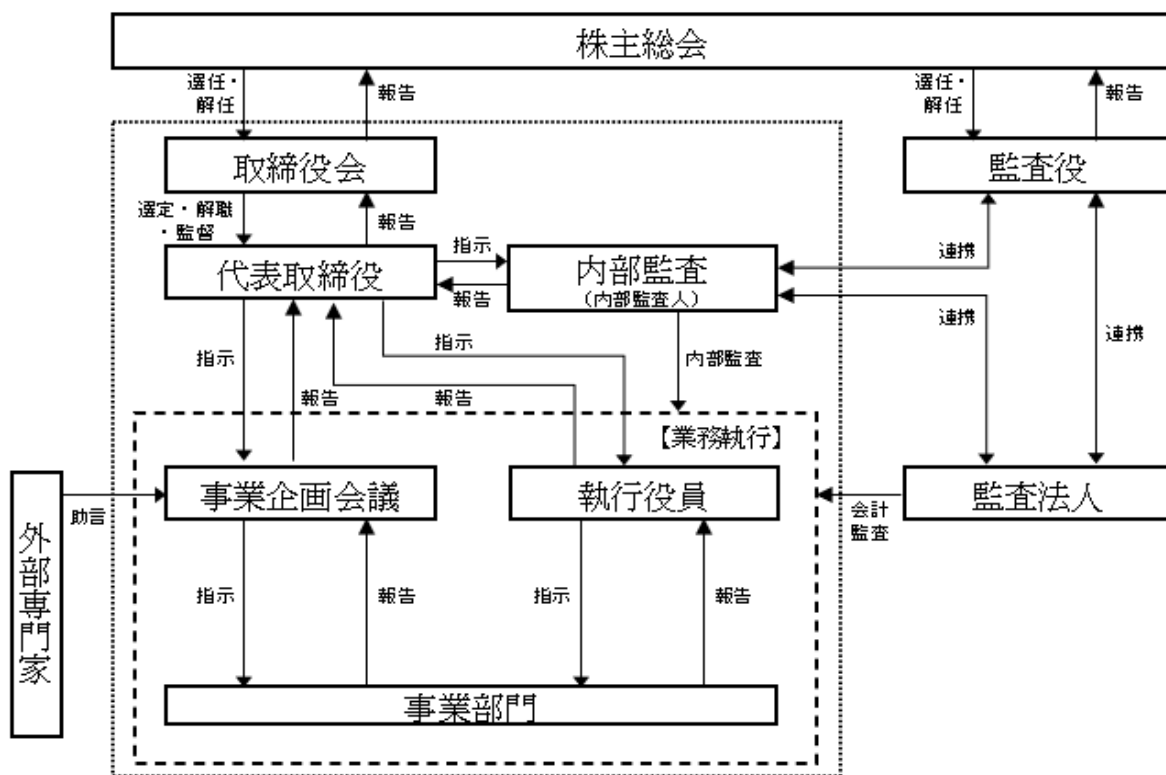 株主総会
選任・
解任
報告
選任・
解任
報告
取締役会
監査役
選定・解職
・監督
報告
指示
代表取締役
内部監査
(内部監査人)
報告
連携
連携
連携
指示
報告
指示
報告
内部監査
【業務執行】
事業企画会議
執行役員
監査法人
助言
会計
監査
外部専門家
指示
報告
指示
報告
事業部門